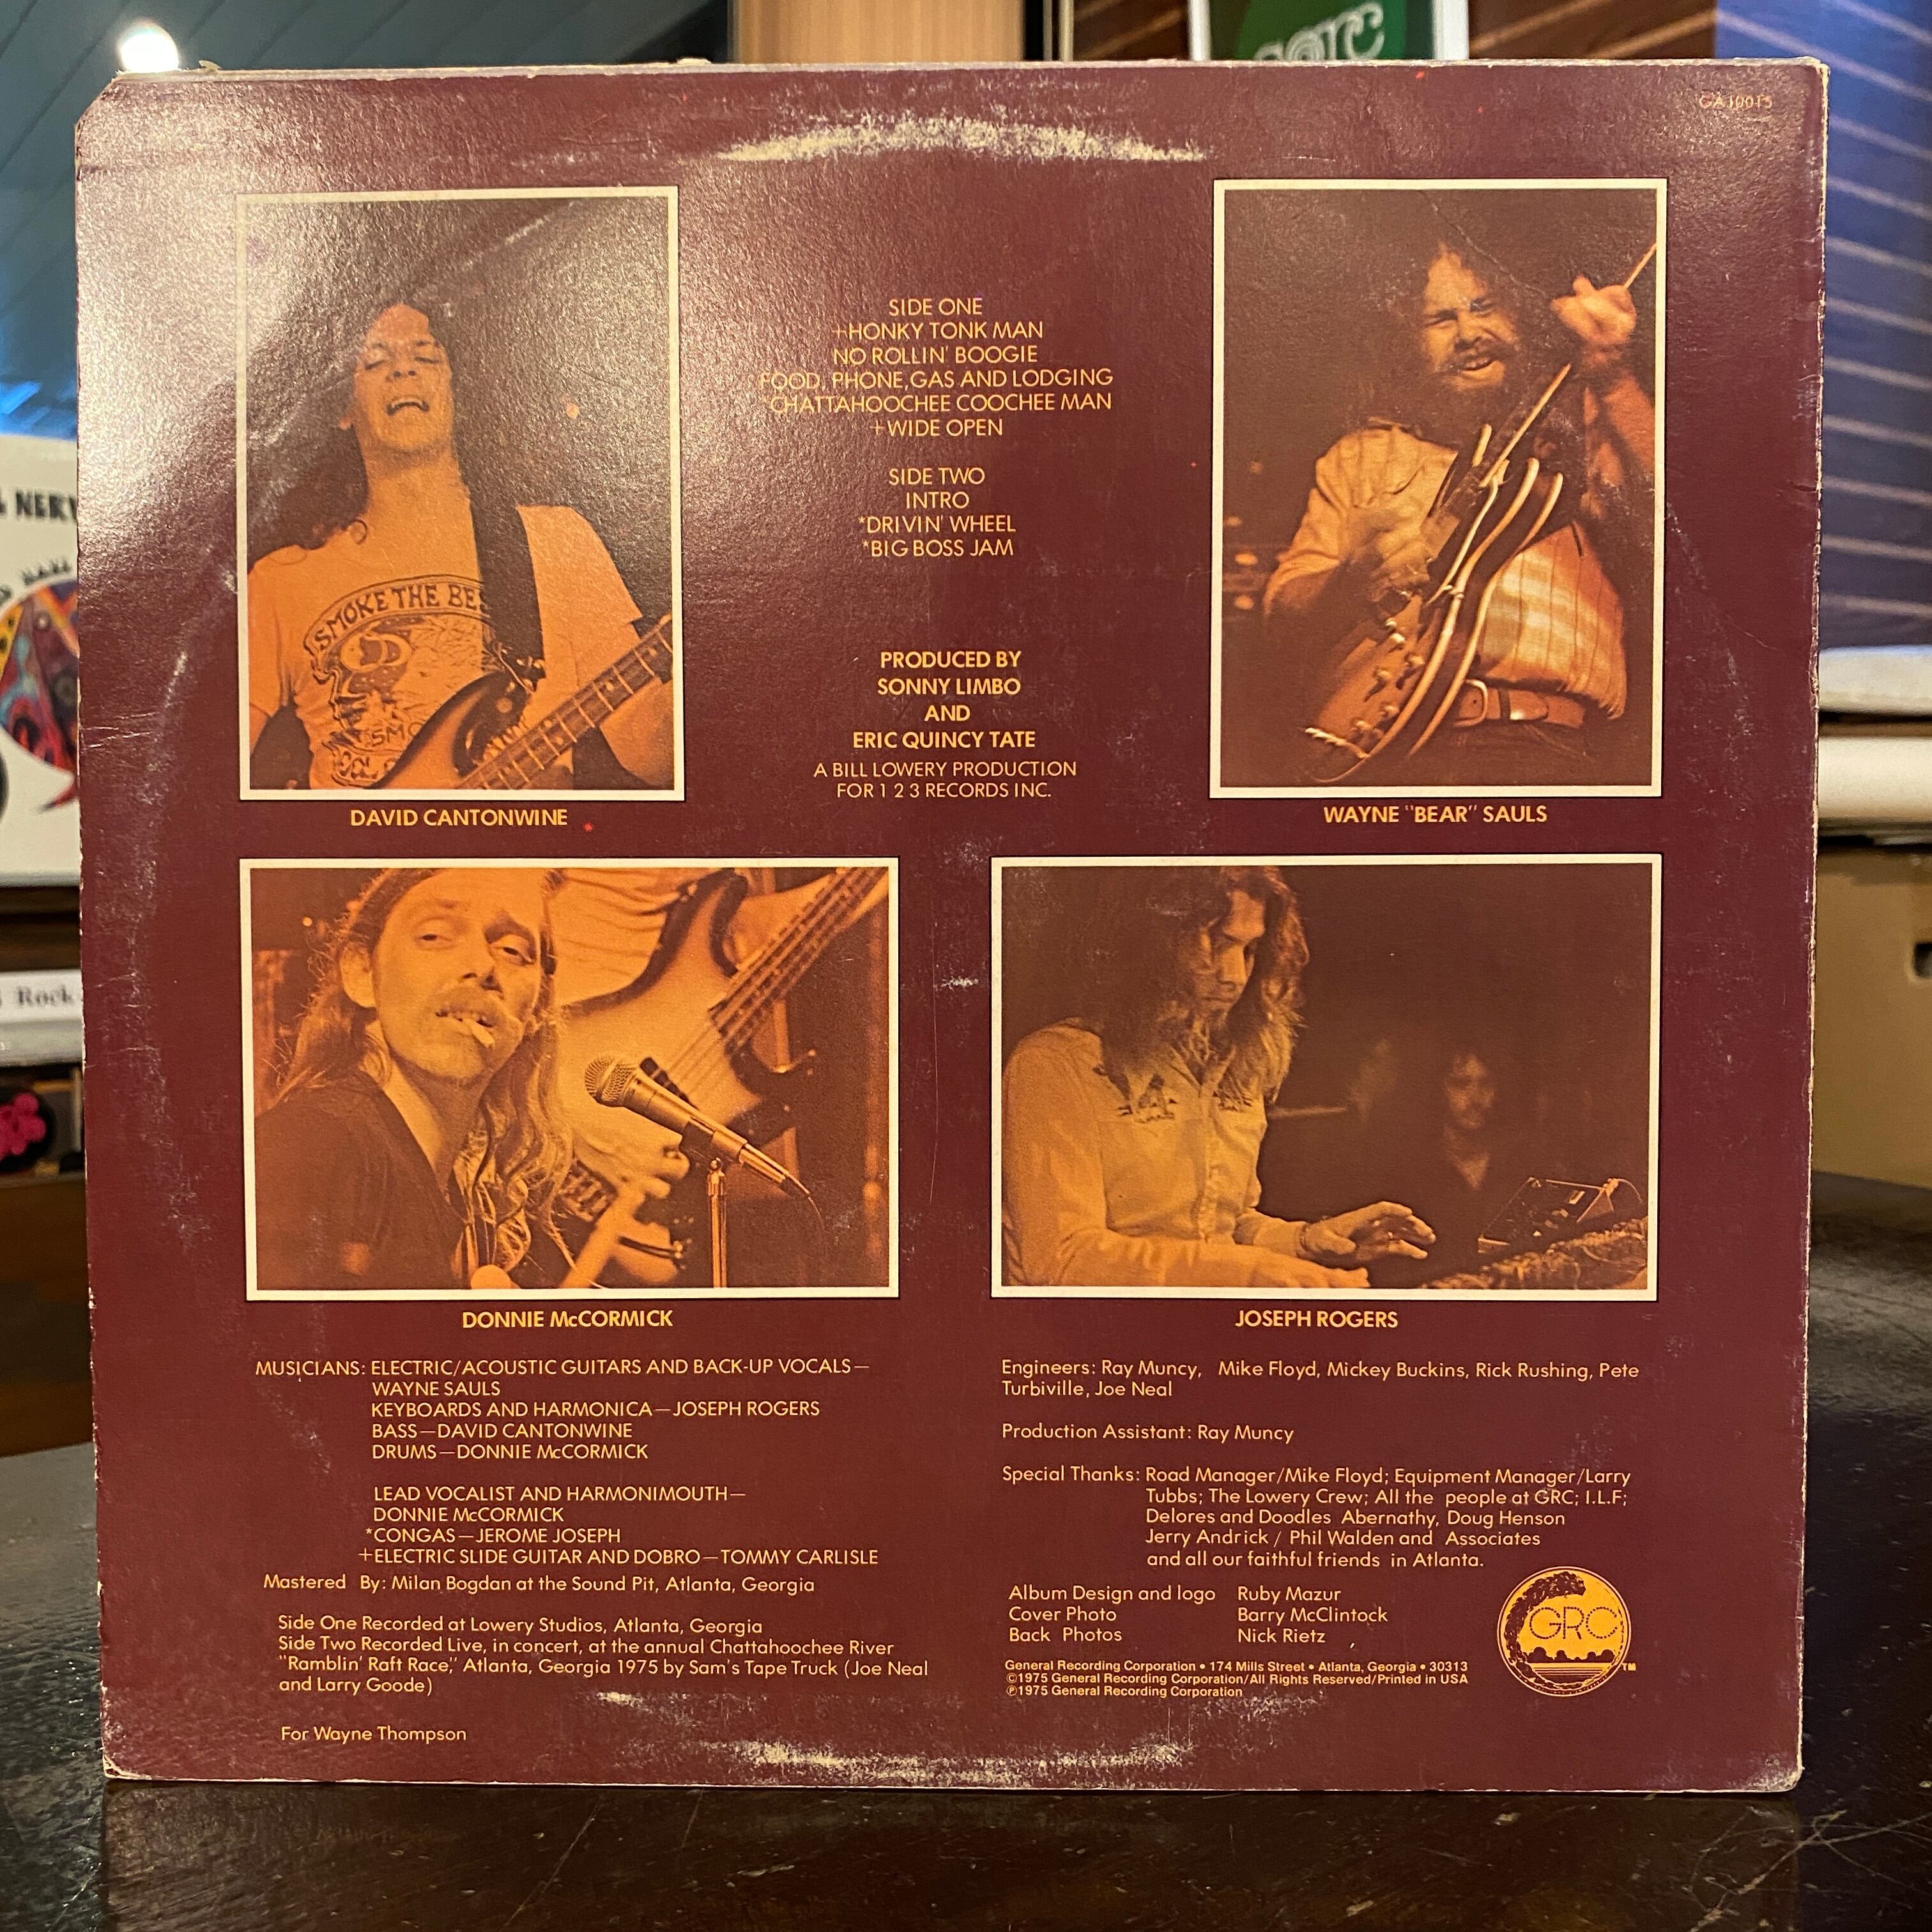 GA 10015
SIDE ONE
+HONKY TONK MAN
NO ROLLIN' BOOGIE
FOOD, PHONE, GAS AND LODGING
*CHATTAHOOCHEE COOCHEE MAN
+WIDE OPEN
SIDE TWO
INTRO
*DRIVIN' WHEEL
*BIG BOSS JAM
PRODUCED BY
SONNY LIMBO
AND
ERIC QUINCY TATE
A BILL LOWERY PRODUCTION
FOR 1 2 3 RECORDS INC.
SMOKE THE
DAVID CANTONWINE
WAYNE "BEAR" SAULS
DONNIE McCORMICK
JOSEPH ROGERS
MUSICIANS: ELECTRIC/ACOUSTIC GUITARS AND BACK-UP VOCALS—
WAYNE SAULS
KEYBOARDS AND HARMONICA—JOSEPH ROGERS
BASS—DAVID CANTONWINE
DRUMS—DONNIE McCORMICK
LEAD VOCALIST AND HARMONIMOUTH—
DONNIE McCORMICK
*CONGAS—JEROME JOSEPH
+ELECTRIC SLIDE GUITAR AND DOBRO—TOMMY CARLISLE
Mastered By: Milan Bogdan at the Sound Pit, Atlanta, Georgia
Side One Recorded at Lowery Studios, Atlanta, Georgia
Side Two Recorded Live, in concert, at the annual Chattahoochee River
"Ramblin' Raft Race," Atlanta, Georgia 1975 by Sam's Tape Truck (Joe Neal
and Larry Goode)
For Wayne Thompson
Engineers: Ray Muncy, Mike Floyd, Mickey Buckins, Rick Rushing, Pete
Turbiville, Joe Neal
Production Assistant: Ray Muncy
Special Thanks: Road Manager/Mike Floyd; Equipment Manager/Larry
Tubbs; The Lowery Crew; All the people at GRC; I.L.F;
Delores and Doodles Abernathy, Doug Henson
Jerry Andrick / Phil Walden and Associates
and all our faithful friends in Atlanta.
Album Design and logo Ruby Mazur
Cover Photo Barry McClintock
Back Photos Nick Rietz
General Recording Corporation • 174 Mills Street • Atlanta, Georgia • 30313
©1975 General Recording Corporation/All Rights Reserved/Printed in USA
℗1975 General Recording Corporation
GRC
TM
Rock